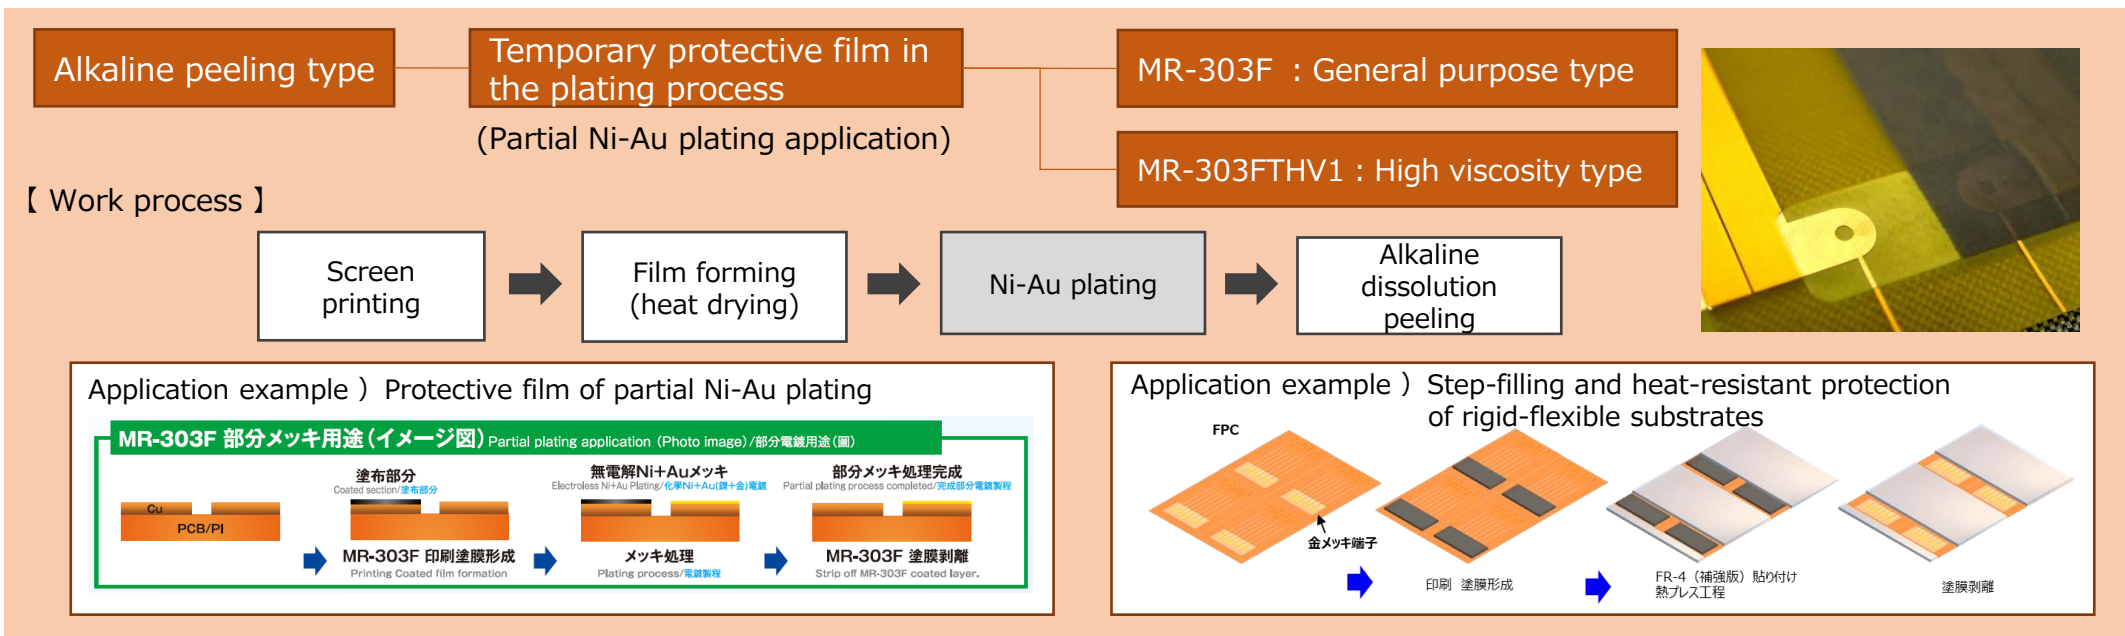 Alkaline peeling type
Temporary protective film in
the plating process
(Partial Ni-Au plating application)
MR-303F : General purpose type
MR-303FTHV1 : High viscosity type
【 Work process 】
Screen
printing
Film forming
(heat drying)
Ni-Au plating
Alkaline
dissolution
peeling
Application example ) Protective film of partial Ni-Au plating
MR-303F 部分メッキ用途(イメージ図) Partial plating application (Photo image)/部分電鍍用途(圖)
塗布部分
Coated section/塗布部分
無電解Ni+Auメッキ
Electroless Ni+Au Plating/化學Ni+Au(鎳+金)電鍍
部分メッキ処理完成
Partial plating process completed/完成部分電鍍製程
Cu
PCB/PI
MR-303F 印刷塗膜形成
Printing Coated film formation
メッキ処理
Plating process/電鍍製程
MR-303F 塗膜剥離
Strip off MR-303F coated layer.
Application example ) Step-filling and heat-resistant protection
of rigid-flexible substrates
FPC
金メッキ端子
印刷 塗膜形成
FR-4(補強版)貼り付け
熱プレス工程
塗膜剥離